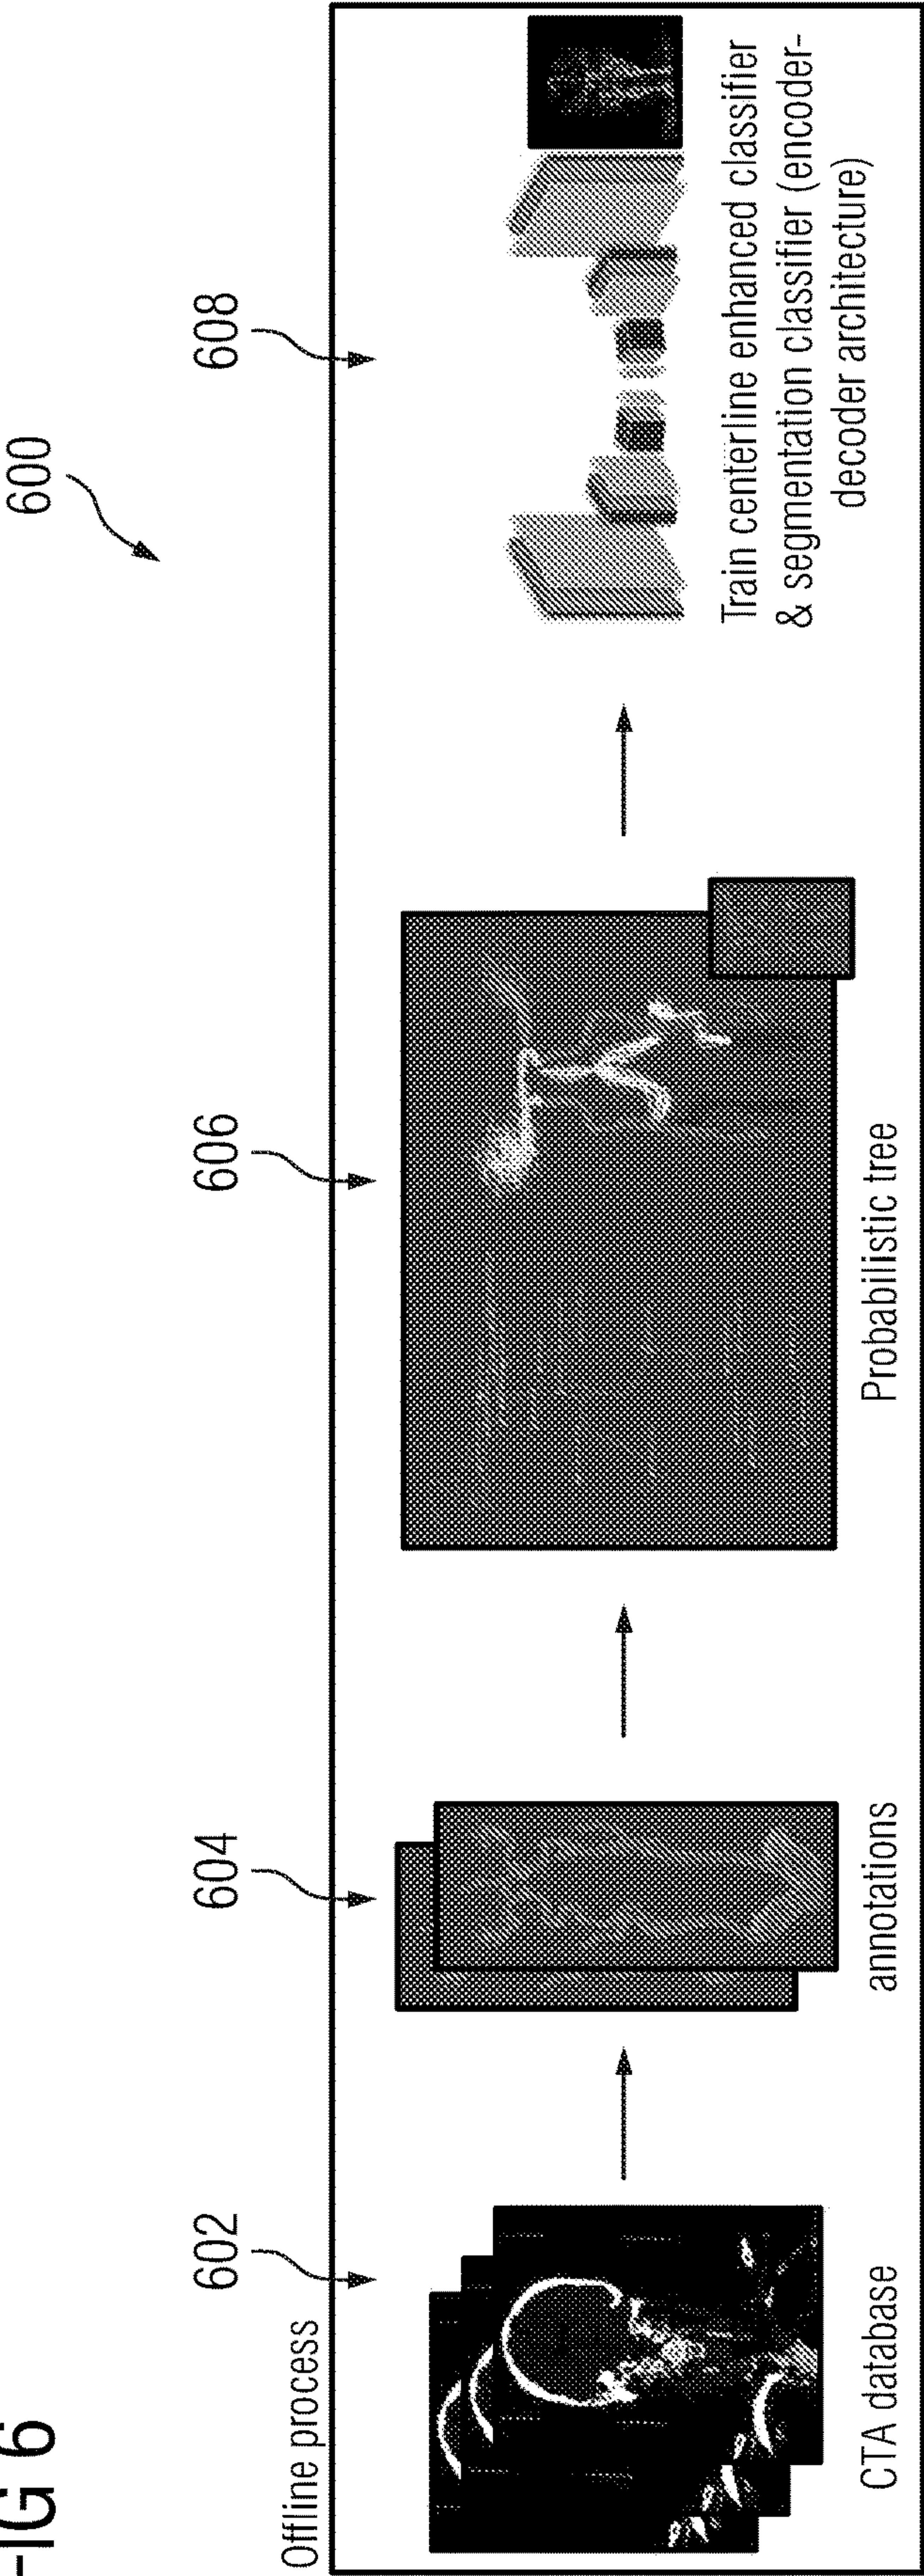 FIG 6
600
Offline process
602
604
606
608
CTA database
annotations
Probabilistic tree
Train centerline enhanced classifier
& segmentation classifier (encoder-
decoder architecture)